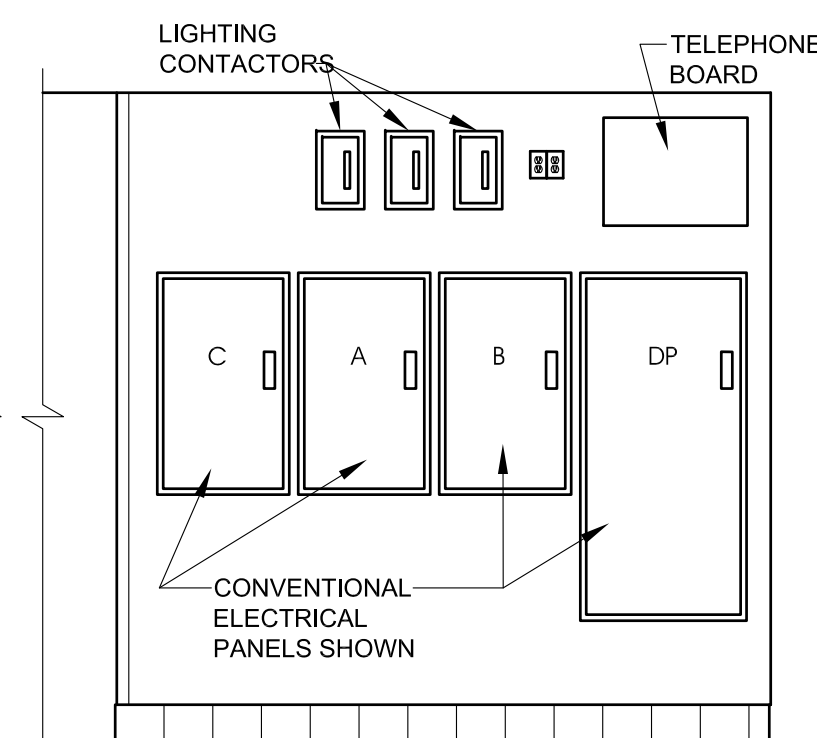 LIGHTING
CONTACTORS
TELEPHONE
BOARD
C
A
B
DP
CONVENTIONAL
ELECTRICAL
PANELS SHOWN